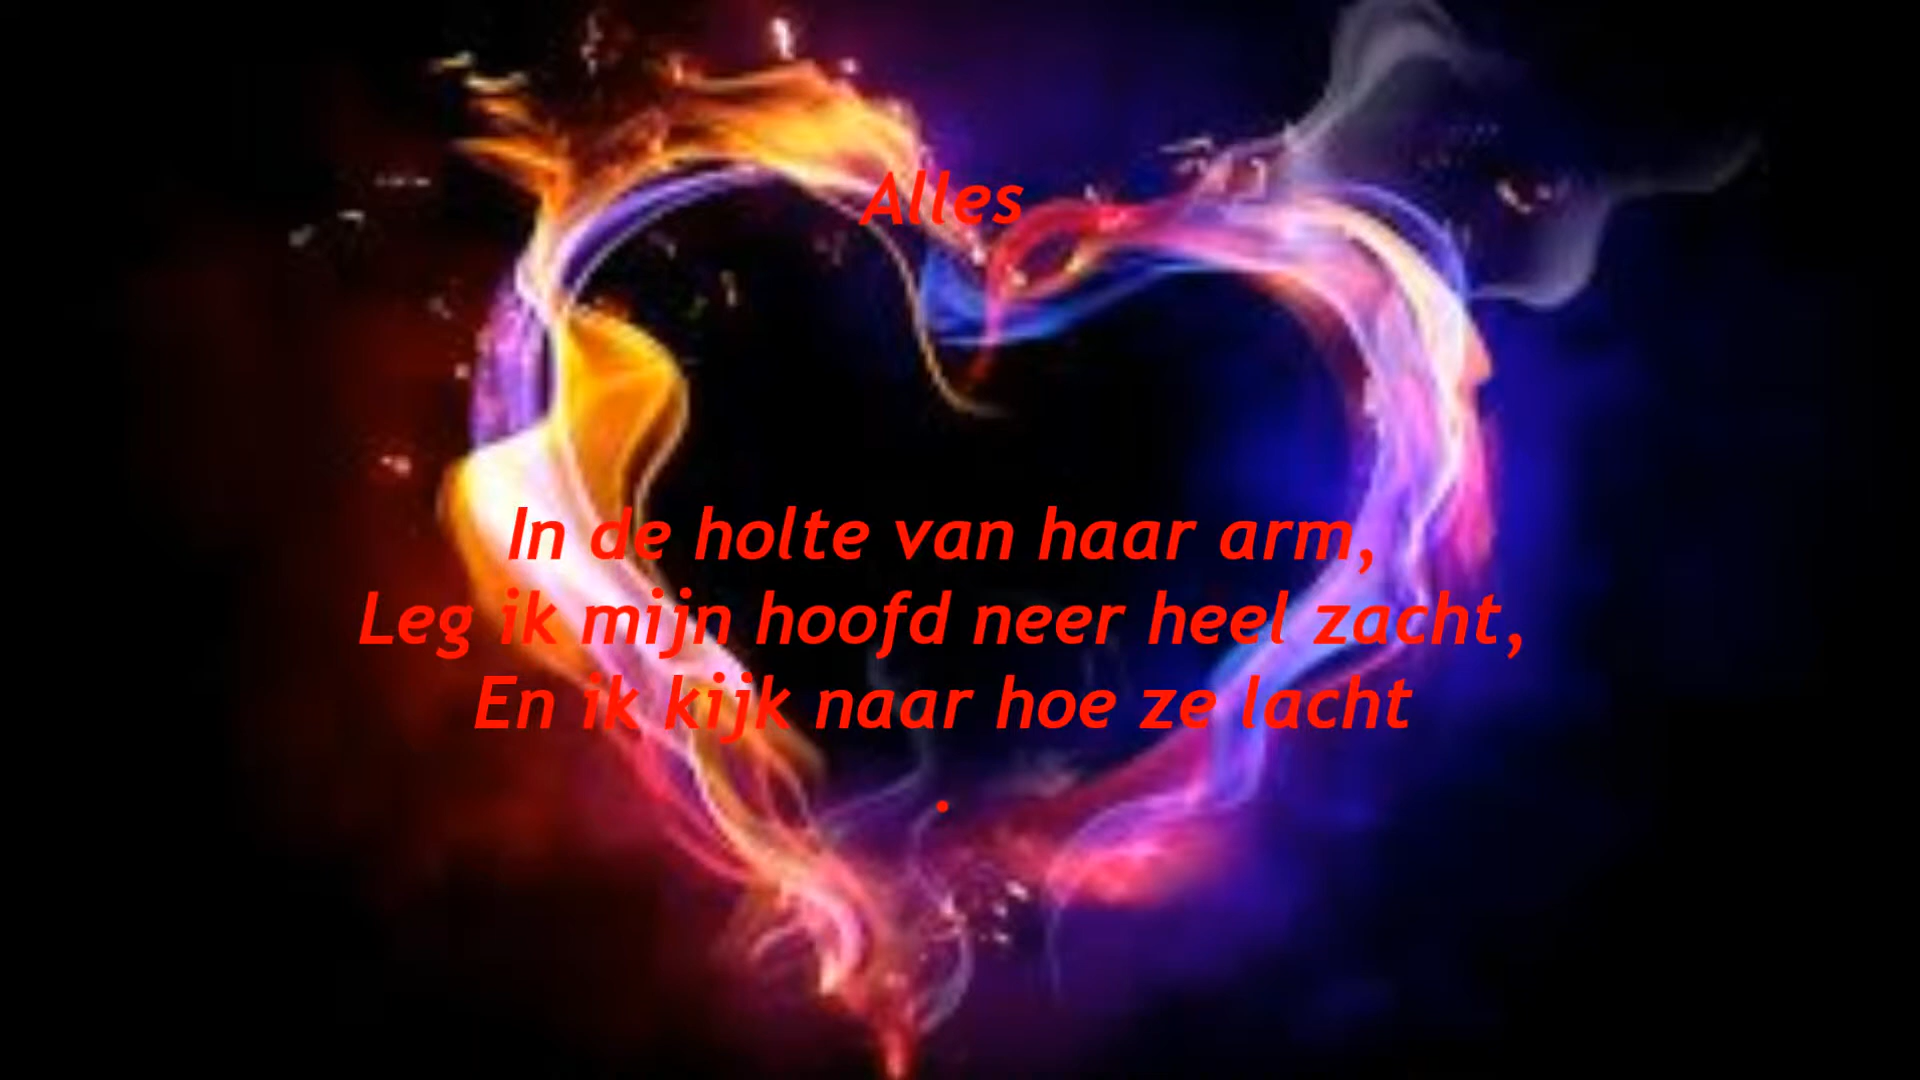 Alles
In de holte van haar arm,
Leg ik mijn hoofd neer heel zacht,
En ik kijk naar hoe ze lacht
.